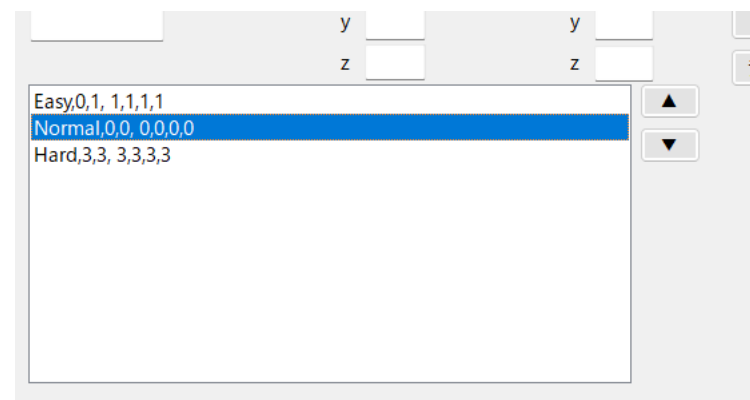 y y
z z
Easy,0,1, 1,1,1,1
▲
Normal,0,0, 0,0,0,0
▼
Hard,3,3, 3,3,3,3